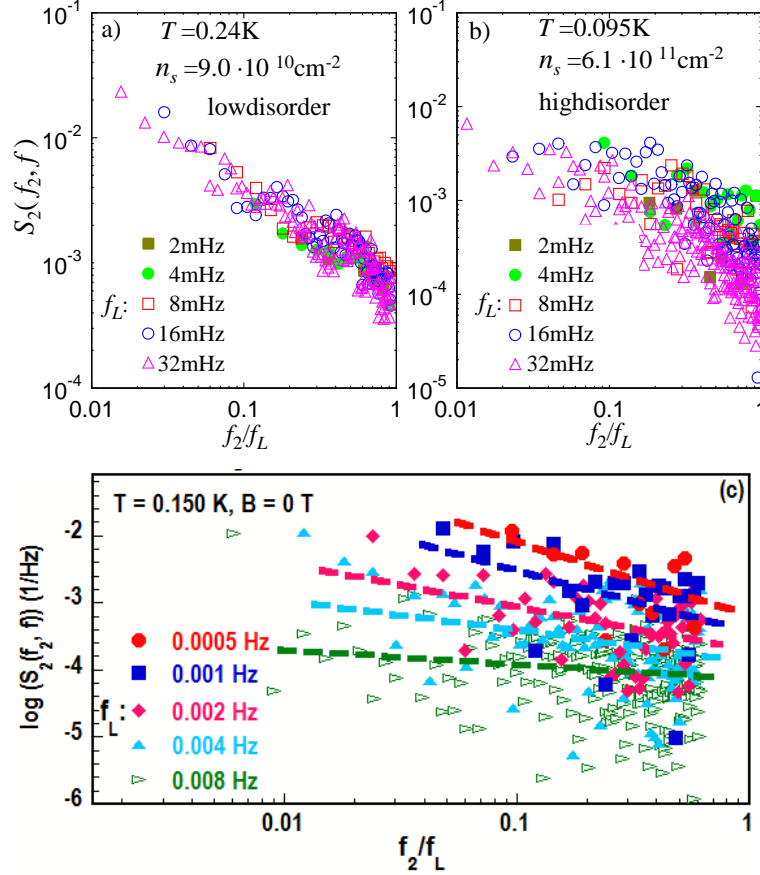 a)
T=0.24K
n_s=9.0 · 10^10cm^-2
lowdisorder
S_2(f_2,f)
10^-1
10^-2
10^-3
10^-4
f_L:
2mHz
4mHz
8mHz
16mHz
32mHz
0.01
0.1
1
f_2/f_L
b)
T=0.095K
n_s=6.1 · 10^11cm^-2
highdisorder
10^0
10^-1
10^-2
10^-3
10^-4
10^-5
f_L:
2mHz
4mHz
8mHz
16mHz
32mHz
0.01
0.1
1
f_2/f_L
(c)
T = 0.150 K, B = 0 T
log (S_2(f_2, f)) (1/Hz)
-2
-3
-4
-5
-6
f_L:
0.0005 Hz
0.001 Hz
0.002 Hz
0.004 Hz
0.008 Hz
0.01
0.1
1
f_2/f_L